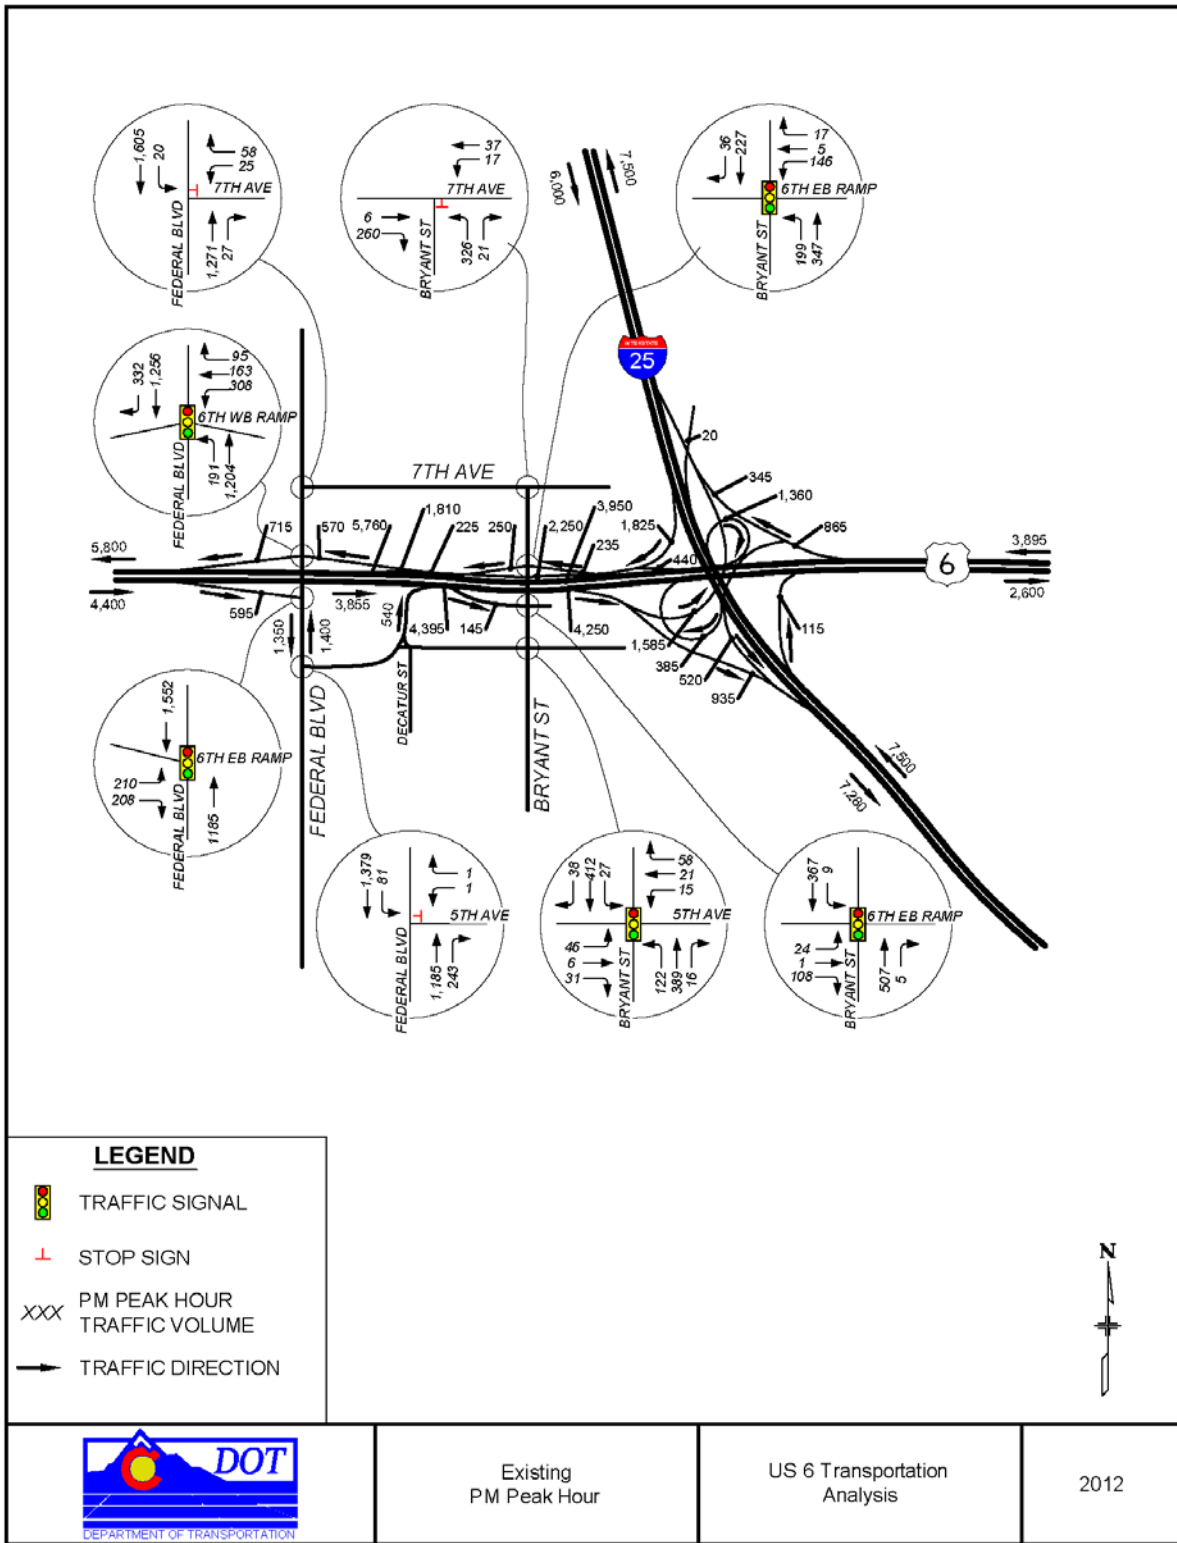 1,605
20
58
25
7TH AVE
FEDERAL BLVD
1,271
27
37
17
7TH AVE
6
260
BRYANT ST
326
21
36
227
17
5
146
6TH EB RAMP
BRYANT ST
199
347
6,000
7,500
INTERSTATE
25
332
1,256
95
163
308
6TH WB RAMP
FEDERAL BLVD
191
1,204
7TH AVE
20
345
1,360
865
3,950
1,810
715
570
5,760
225
250
2,250
1,825
235
440
5,800
3,895
6
4,400
2,600
595
3,855
540
4,395
145
4,250
1,585
385
520
935
115
1,350
1,400
FEDERAL BLVD
DECATUR ST
BRYANT ST
7,500
7,280
1,552
6TH EB RAMP
210
208
FEDERAL BLVD
1185
1,379
81
1
1
5TH AVE
FEDERAL BLVD
1,185
243
38
412
27
58
21
15
5TH AVE
46
6
31
BRYANT ST
122
389
16
367
9
6TH EB RAMP
24
1
108
BRYANT ST
507
5
LEGEND
TRAFFIC SIGNAL
STOP SIGN
XXX PM PEAK HOUR
TRAFFIC VOLUME
TRAFFIC DIRECTION
N
C DOT
DEPARTMENT OF TRANSPORTATION
Existing
PM Peak Hour
US 6 Transportation
Analysis
2012